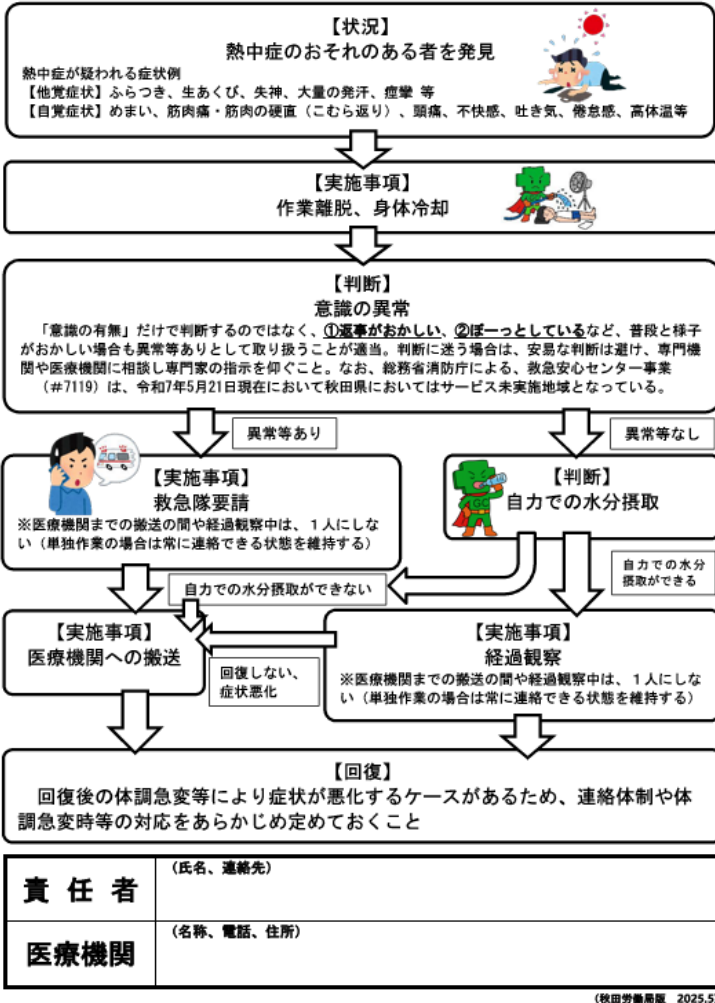 【状況】
熱中症のおそれのある者を発見
熱中症が疑われる症状例
【他覚症状】ふらつき、生あくび、失神、大量の発汗、痙攣 等
【自覚症状】めまい、筋肉痛・筋肉の硬直（こむら返り）、頭痛、不快感、吐き気、倦怠感、高体温等
【実施事項】
作業離脱、身体冷却
【判断】
意識の異常
「意識の有無」だけで判断するのではなく、①返事がおかしい、②ぼーっとしているなど、普段と様子
がおかしい場合も異常等ありとして取り扱うことが適当。判断に迷う場合は、安易な判断は避け、専門機
関や医療機関に相談し専門家の指示を仰ぐこと。なお、総務省消防庁による、救急安心センター事業
（＃7119）は、令和7年5月21日現在において秋田県においてはサービス未実施地域となっている。
異常等あり
異常等なし
【実施事項】
救急隊要請
※医療機関までの搬送の間や経過観察中は、１人にしな
い（単独作業の場合は常に連絡できる状態を維持する）
【判断】
自力での水分摂取
GC
自力での水分摂取ができない
自力での水分
摂取ができる
【実施事項】
医療機関への搬送
回復しない、
症状悪化
【実施事項】
経過観察
※医療機関までの搬送の間や経過観察中は、１人にしな
い（単独作業の場合は常に連絡できる状態を維持する）
【回復】
回復後の体調急変等により症状が悪化するケースがあるため、連絡体制や体
調急変時等の対応をあらかじめ定めておくこと
責任者
（氏名、連絡先）
医療機関
（名称、電話、住所）
（秋田労働局版 2025.5